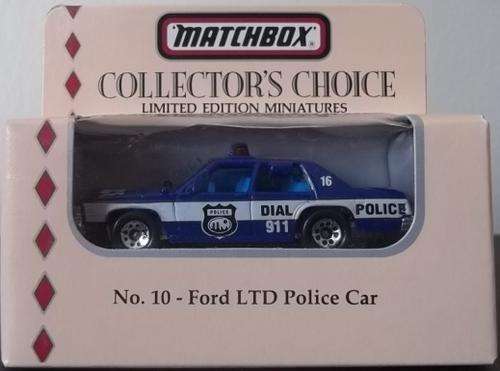 MATCHBOX®
COLLECTOR'S CHOICE
LIMITED EDITION MINIATURES
16
POLICE
DIAL
POLICE
911
No. 10 - Ford LTD Police Car